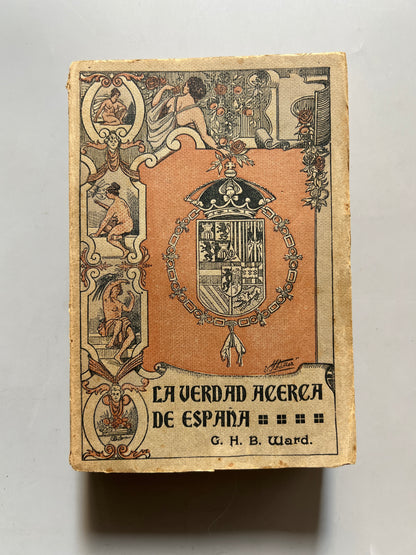 LA VERDAD ACERCA
DE ESPAÑA
G. H. B. Ward.